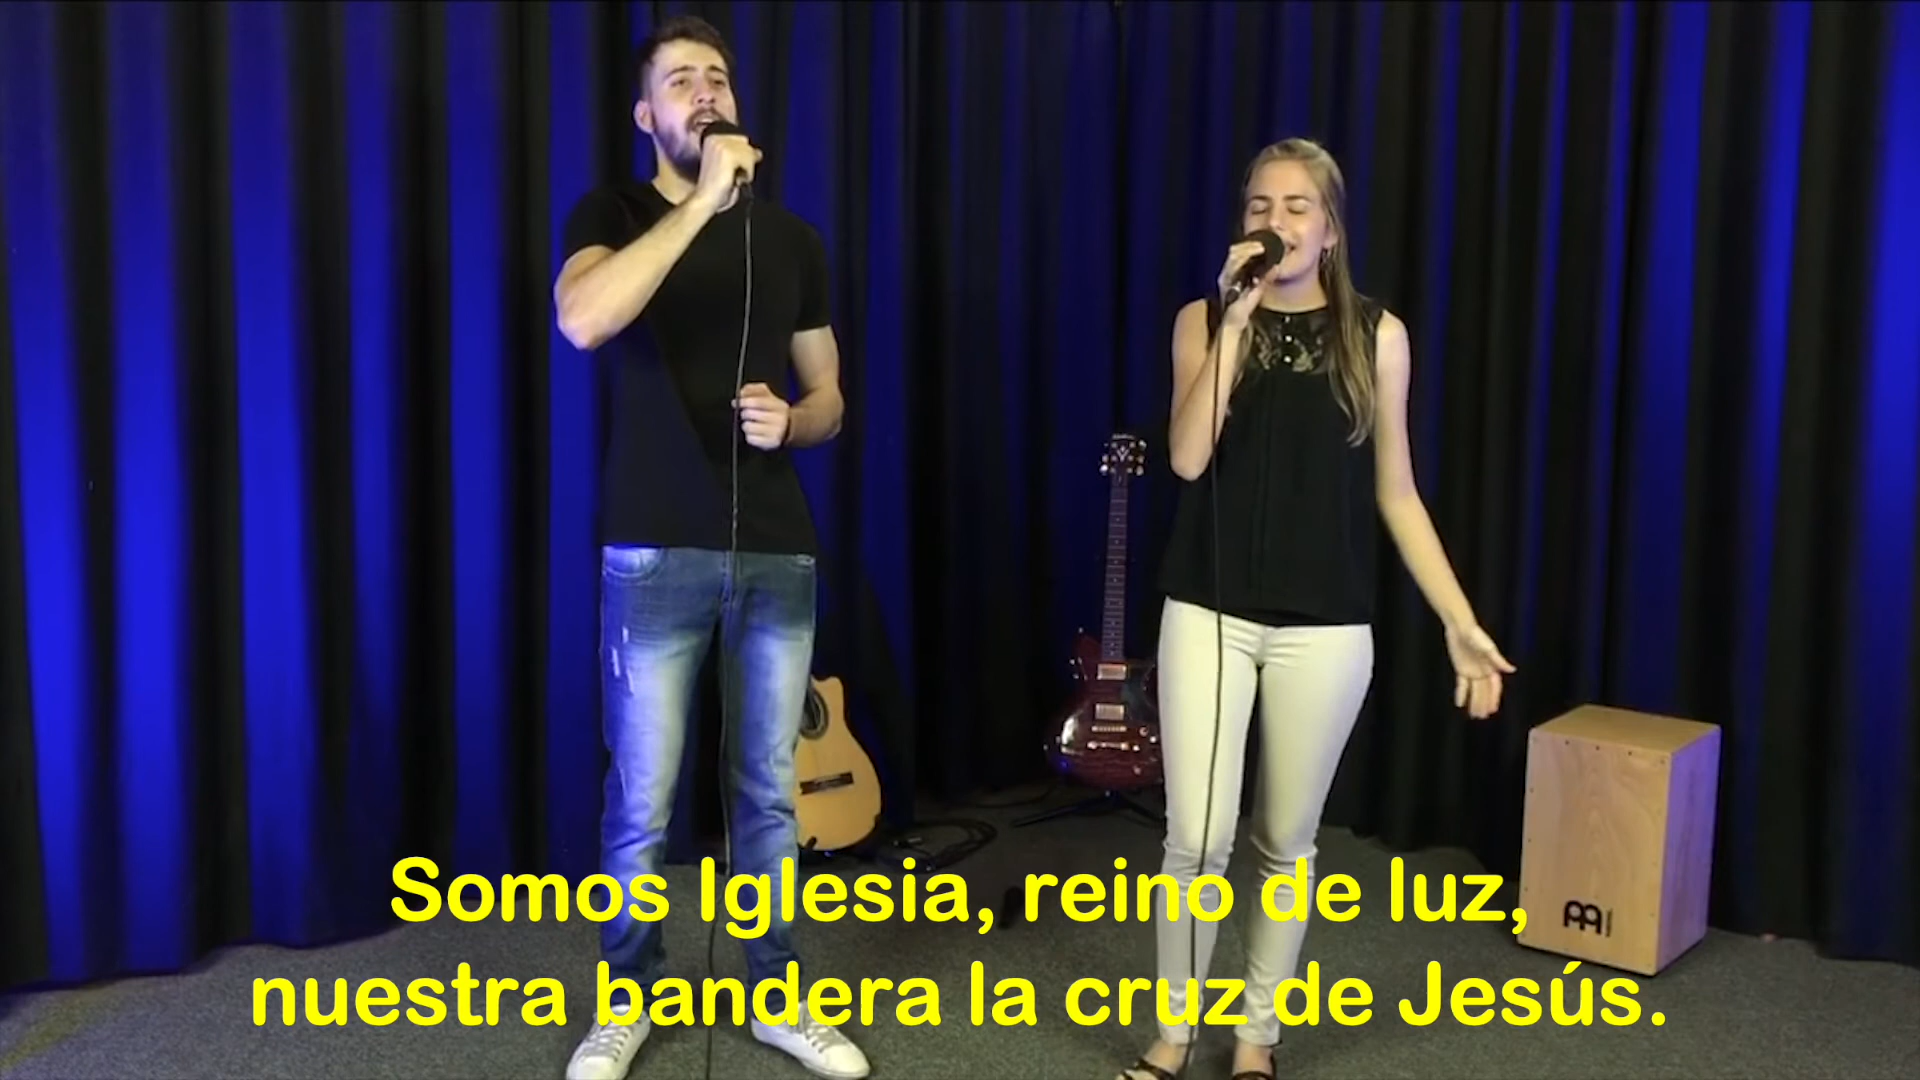 Somos Iglesia, reino de luz,
nuestra bandera la cruz de Jesús.